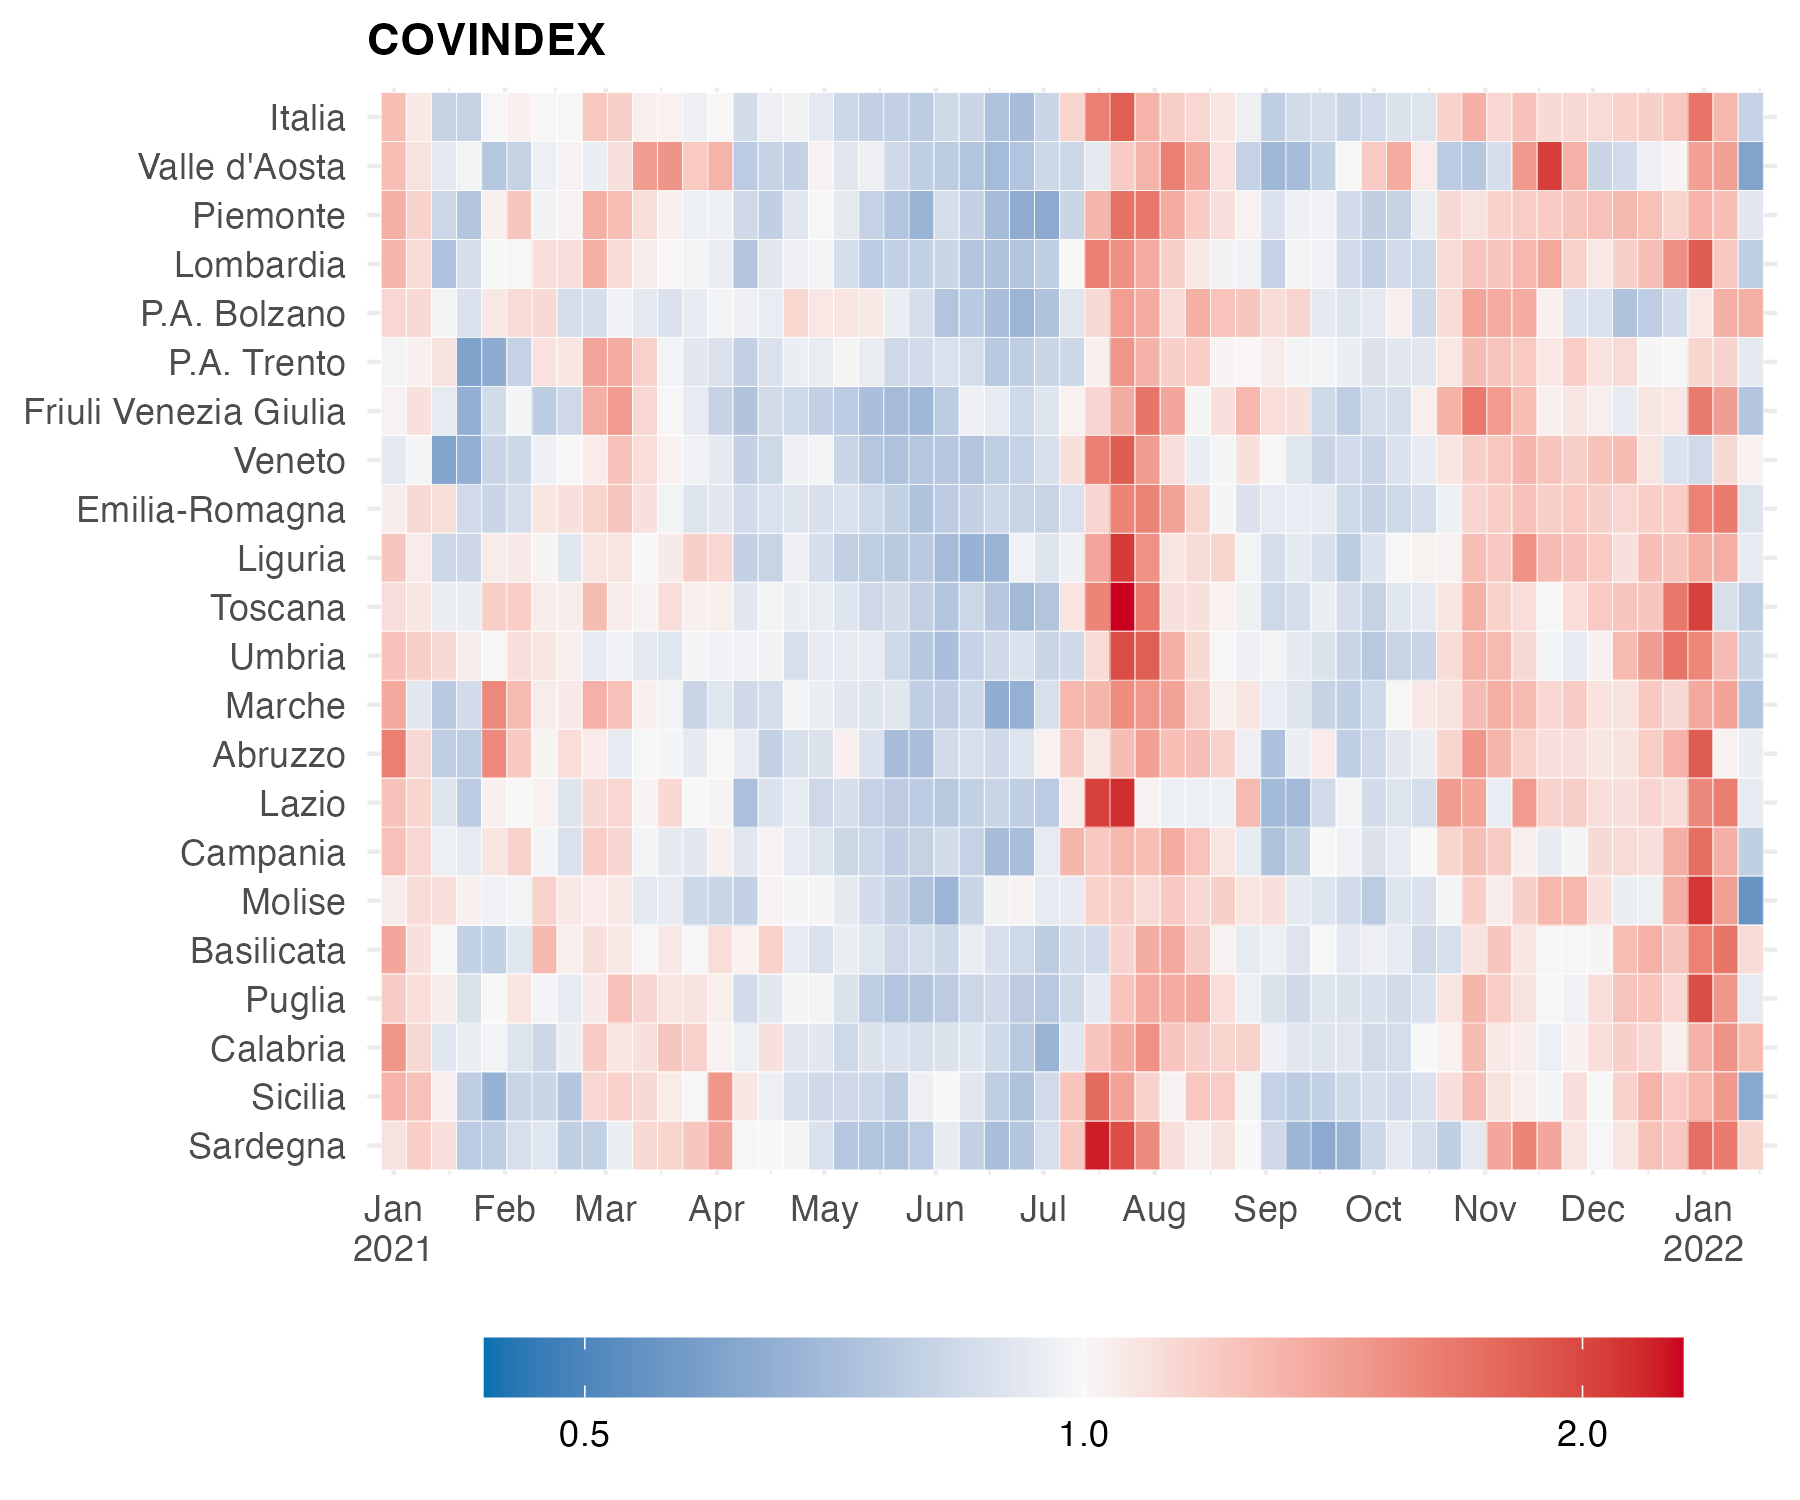 COVINDEX
Italia
Valle d'Aosta
Piemonte
Lombardia
P.A. Bolzano
P.A. Trento
Friuli Venezia Giulia
Veneto
Emilia-Romagna
Liguria
Toscana
Umbria
Marche
Abruzzo
Lazio
Campania
Molise
Basilicata
Puglia
Calabria
Sicilia
Sardegna
Jan Feb Mar Apr May Jun Jul Aug Sep Oct Nov Dec Jan
2021 2022
0.5 1.0 2.0